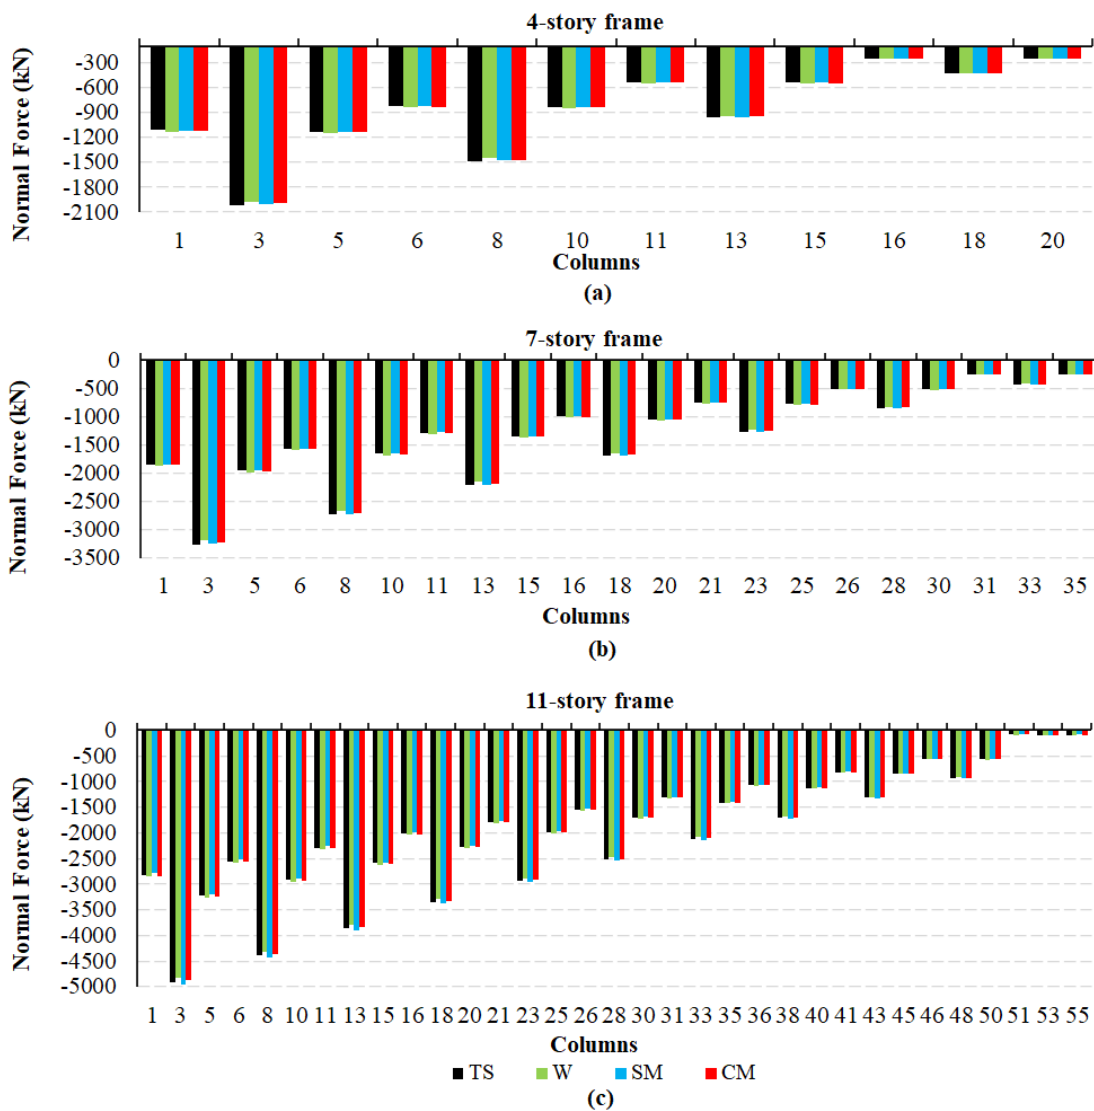 4-story frame
Normal Force (kN)
-300
-600
-900
-1200
-1500
-1800
-2100
1 3 5 6 8 10 11 13 15 16 18 20
Columns
(a)
7-story frame
Normal Force (kN)
0
-500
-1000
-1500
-2000
-2500
-3000
-3500
1 3 5 6 8 10 11 13 15 16 18 20 21 23 25 26 28 30 31 33 35
Columns
(b)
11-story frame
Normal Force (kN)
0
-500
-1000
-1500
-2000
-2500
-3000
-3500
-4000
-4500
-5000
1 3 5 6 8 10 11 13 15 16 18 20 21 23 25 26 28 30 31 33 35 36 38 40 41 43 45 46 48 50 51 53 55
Columns
TS W SM CM
(c)